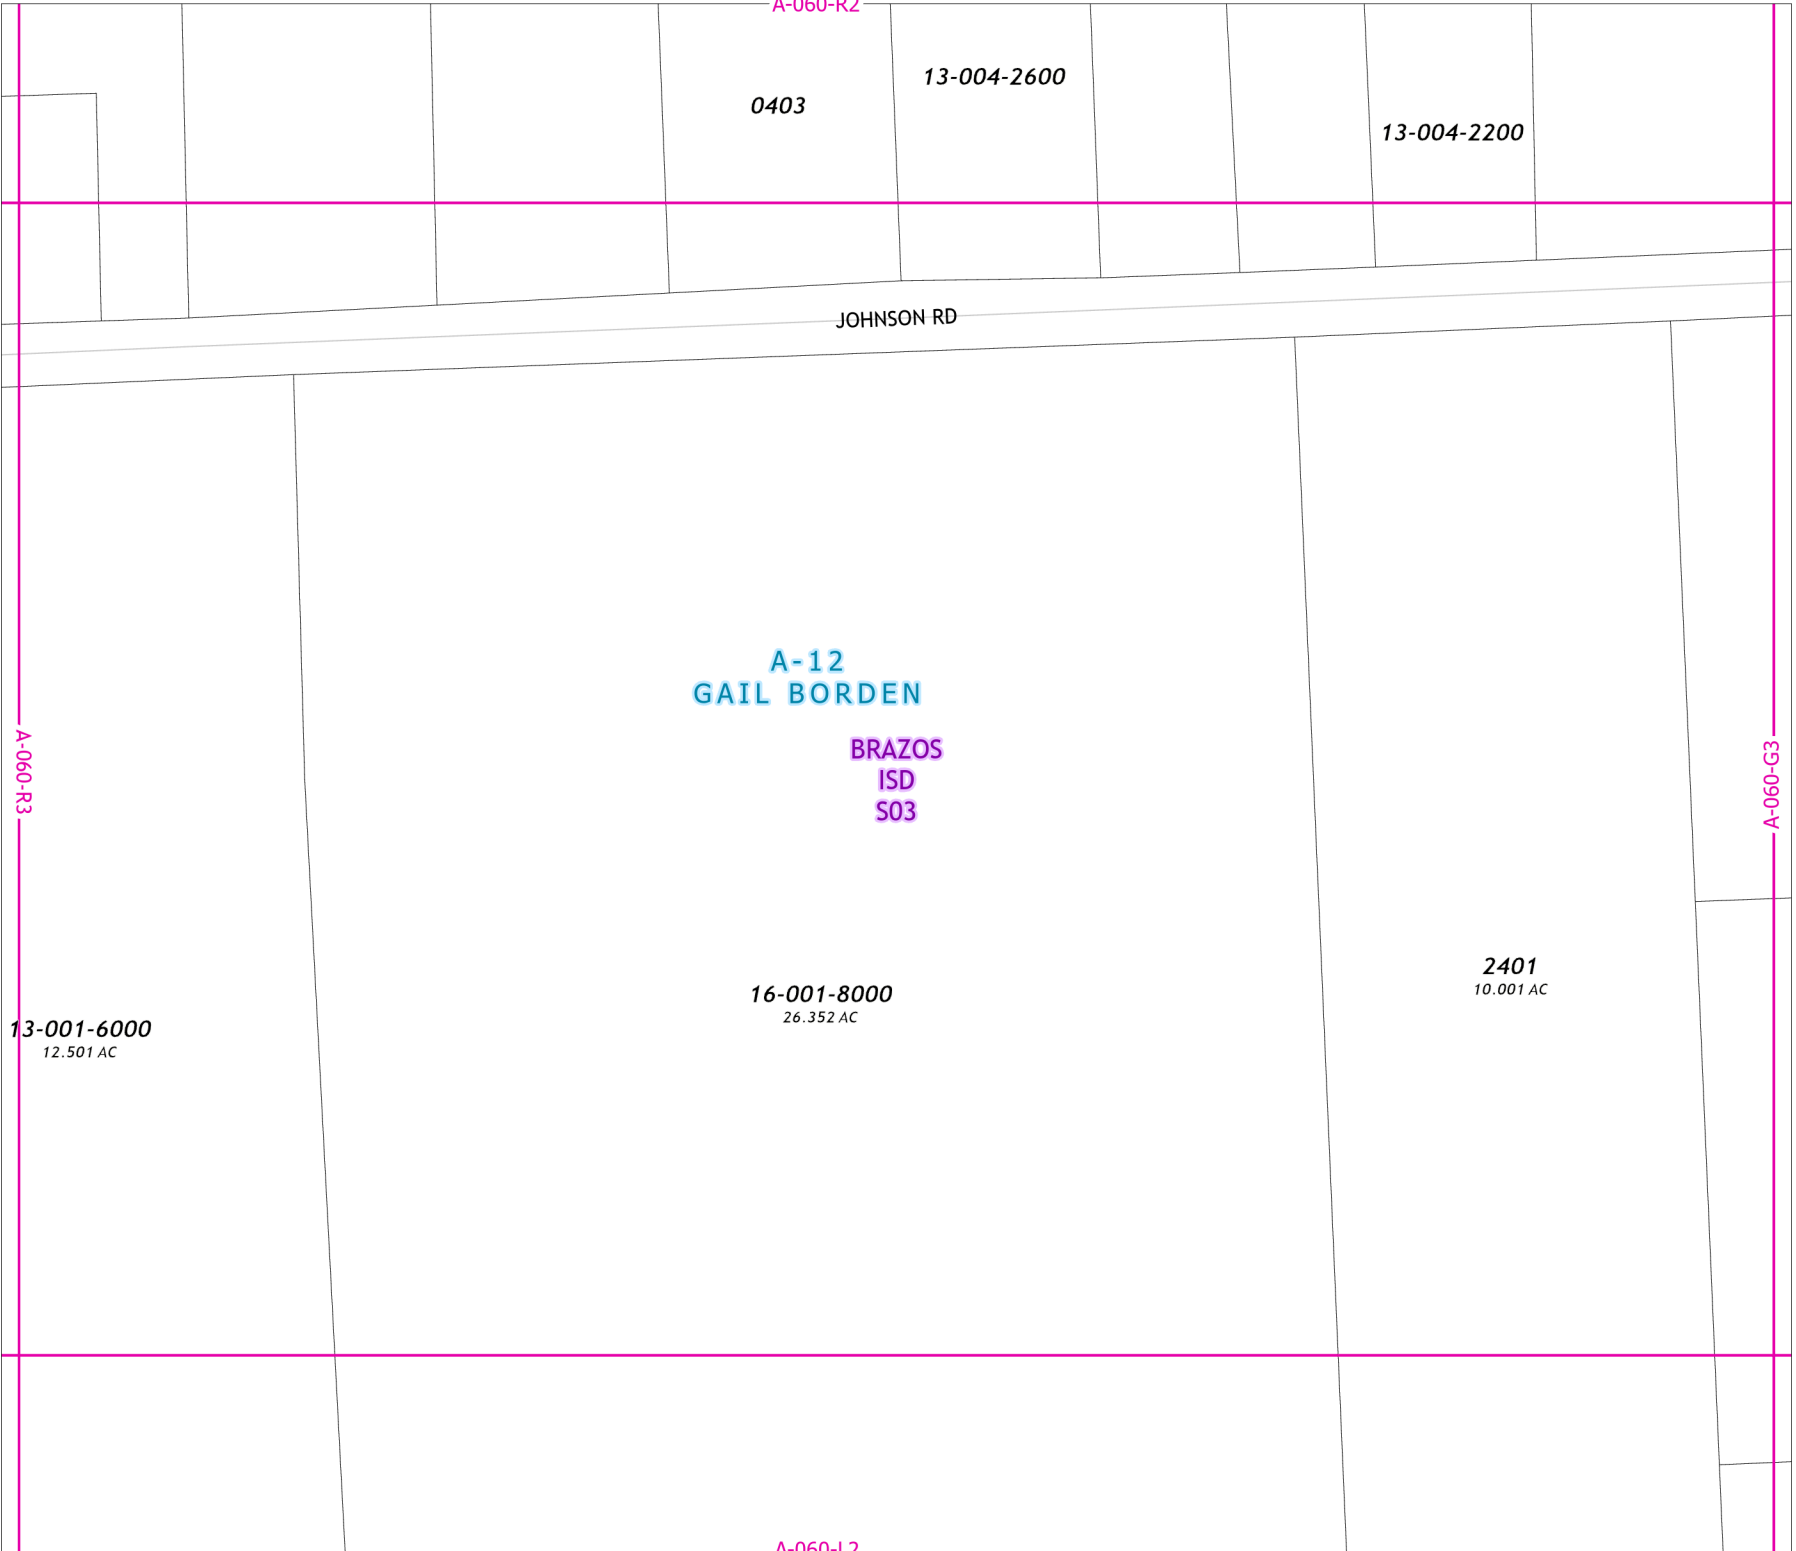 A-060-R2
13-004-2600
0403
13-004-2200
JOHNSON RD
A-12
GAIL BORDEN
BRAZOS
ISD
S03
A-060-R3
A-060-G3
2401
10.001 AC
16-001-8000
26.352 AC
13-001-6000
12.501 AC
A-060-L2